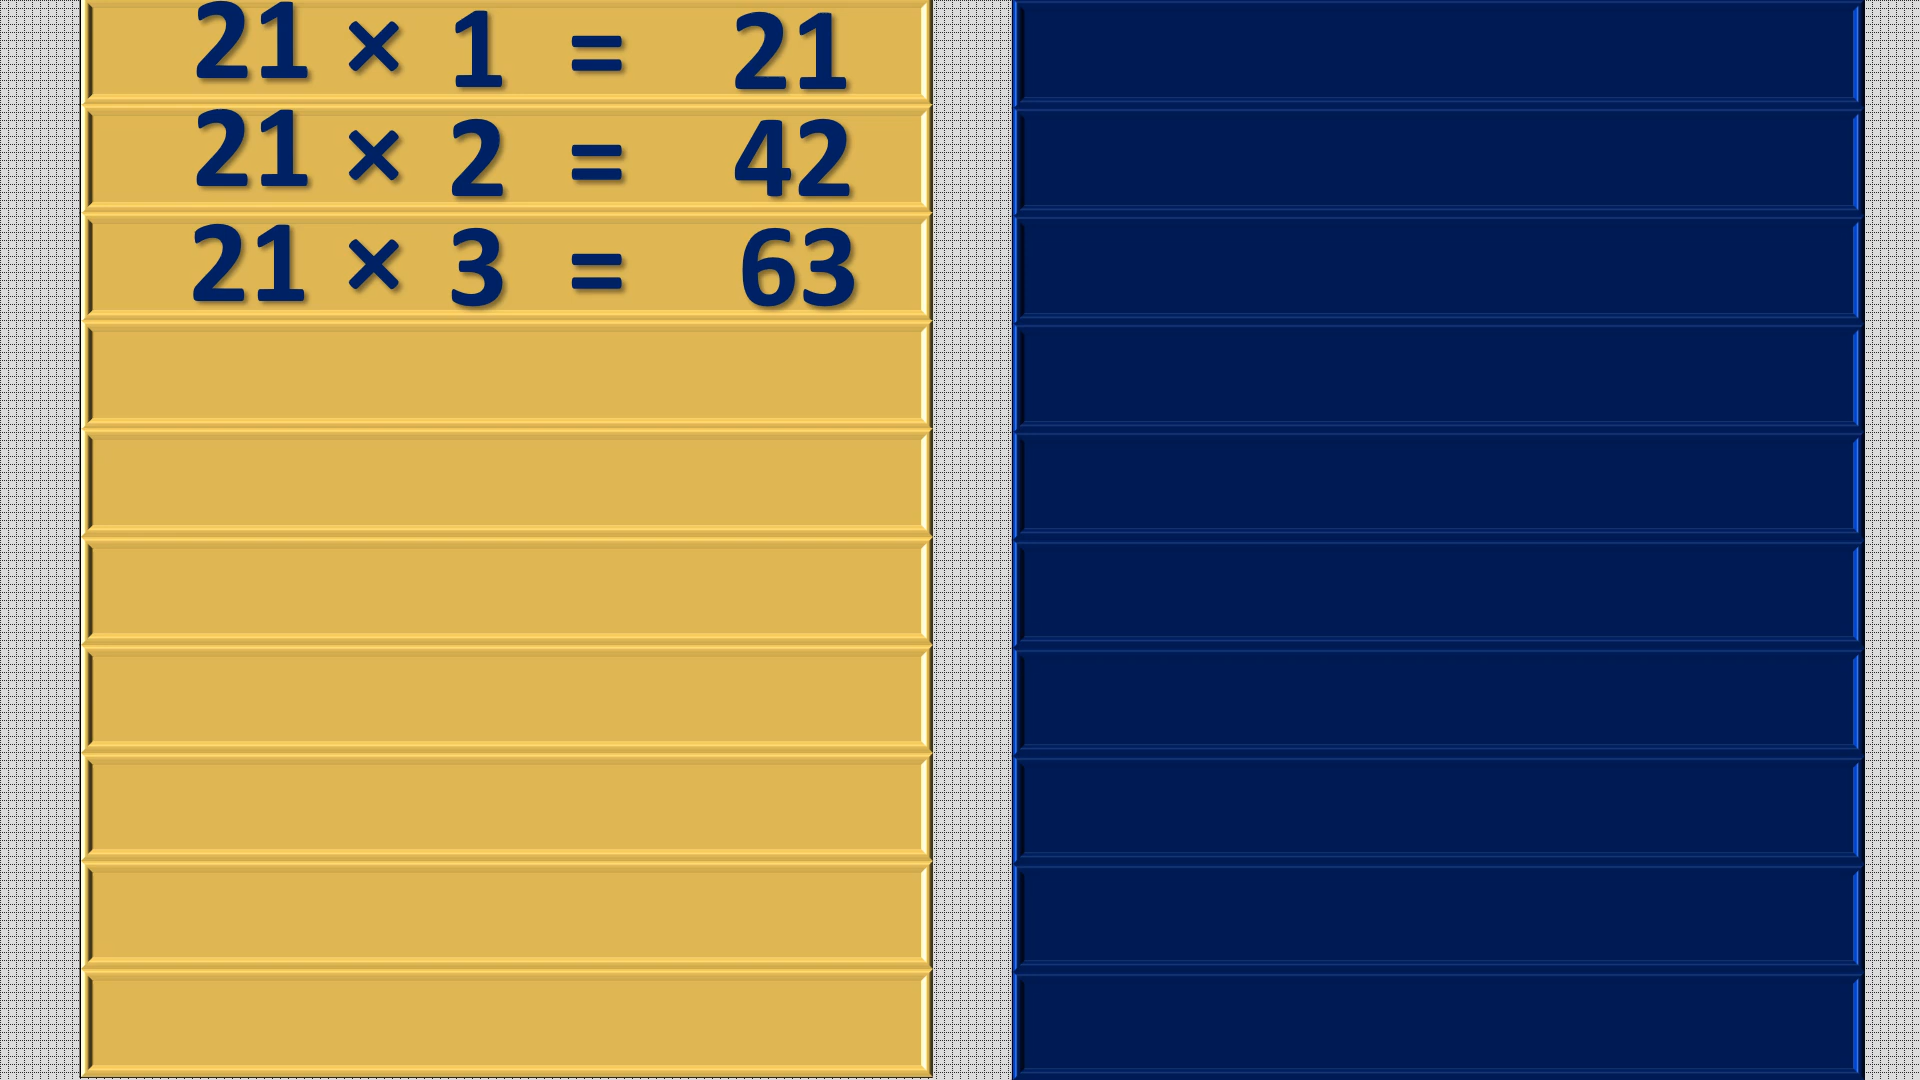 21 × 1 = 21
21 × 2 = 42
21 × 3 = 63